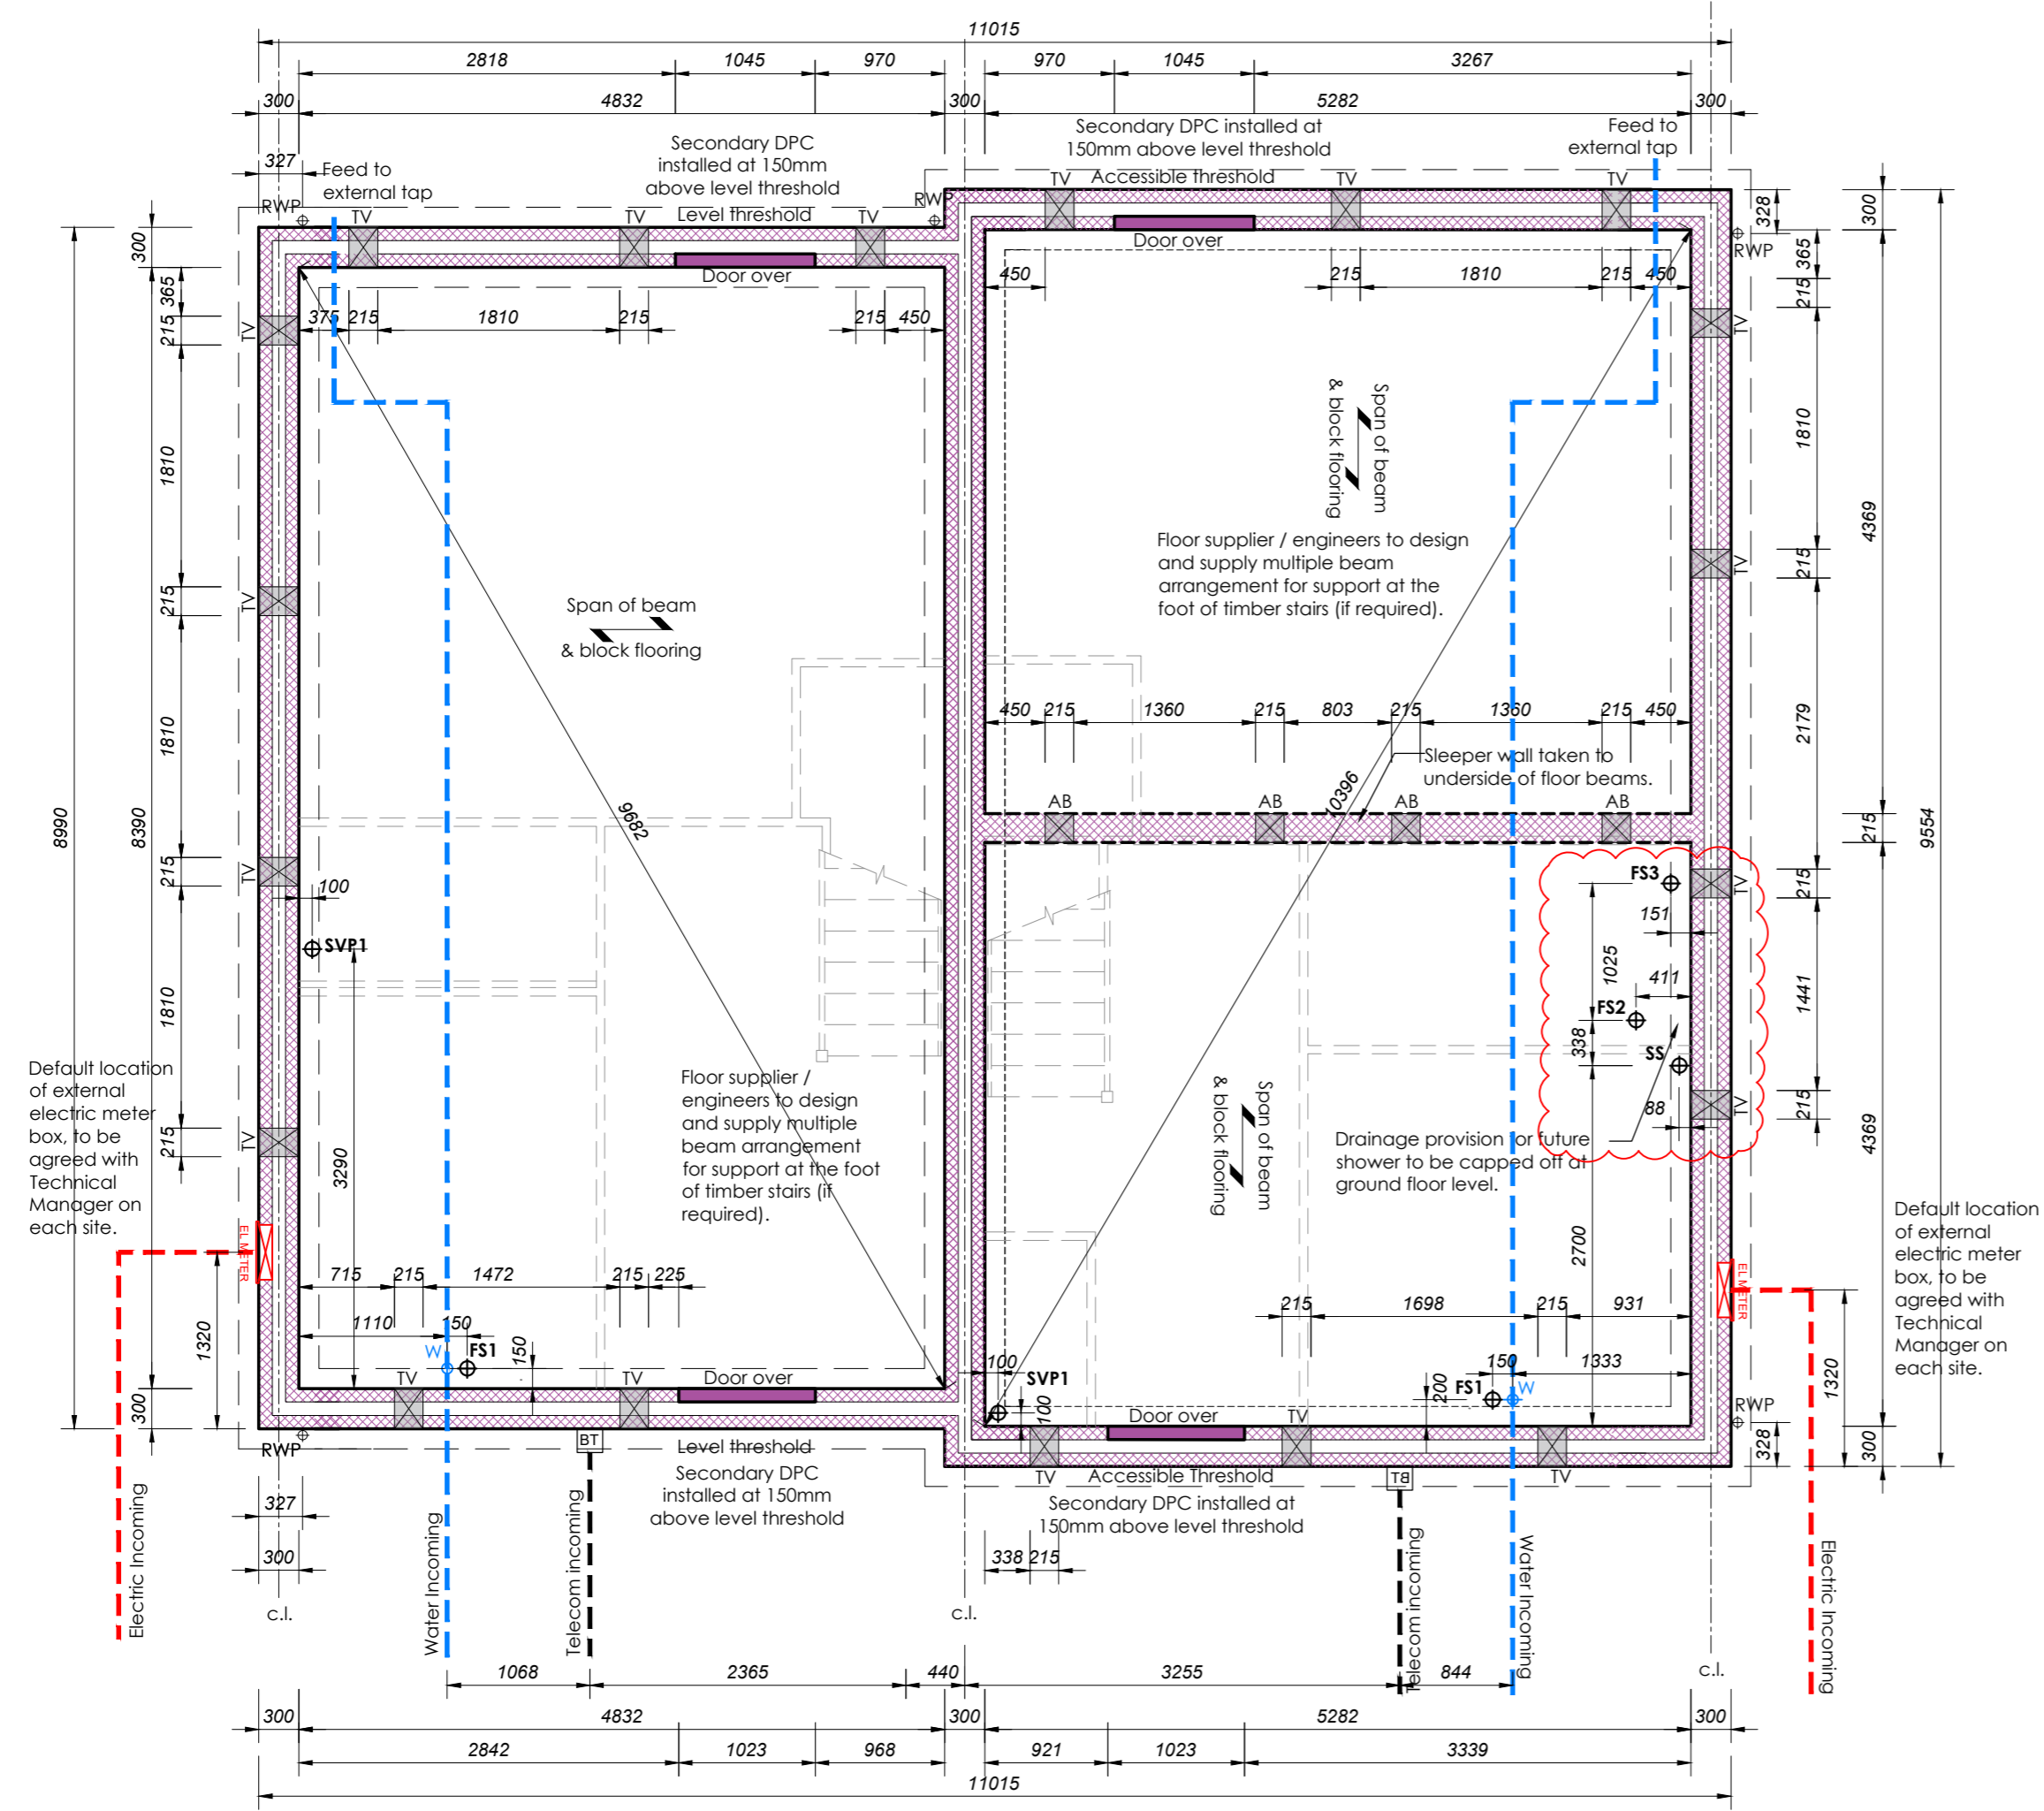 11015
2818
1045
970
970
1045
3267
300
4832
300
5282
300
327
Feed to
external tap
Secondary DPC
installed at 150mm
above level threshold
Level threshold
Secondary DPC installed at
150mm above level threshold
Accessible threshold
Feed to
external tap
RWP
TV
TV
TV
RWP
TV
TV
TV
RWP
328
300
Door over
Door over
300
365
215
TV
375
215
1810
215
215
450
450
215
1810
215
450
365
215
TV
1810
1810
4369
Span of beam
& block flooring
Floor supplier / engineers to design
and supply multiple beam
arrangement for support at the
foot of timber stairs (if required).
215
TV
215
TV
Span of beam
& block flooring
8990
8390
1810
9682
10396
2179
9554
450
215
1360
215
803
215
1360
215
450
Sleeper wall taken to
underside of floor beams.
AB
AB
AB
AB
215
215
TV
100
SVP1
1810
FS3
151
1025
411
FS2
338
SS
88
215
TV
1441
215
TV
4369
Default location
of external
electric meter
box, to be
agreed with
Technical
Manager on
each site.
215
TV
3290
Floor supplier /
engineers to design
and supply multiple
beam arrangement
for support at the foot
of timber stairs (if
required).
Span of beam
& block flooring
Drainage provision for future
shower to be capped off at
ground floor level.
2700
Default location
of external
electric meter
box, to be
agreed with
Technical
Manager on
each site.
EL METER
EL METER
1320
715
215
1472
215
225
1110
150
W
FS1
150
215
1698
215
931
100
SVP1
100
150
1333
FS1
W
200
1320
RWP
328
300
300
TV
TV
Door over
Door over
TV
RWP
BT
Level threshold
Secondary DPC
installed at 150mm
above level threshold
TV
Accessible Threshold
BT
TV
Secondary DPC installed at
150mm above level threshold
327
300
338
215
Electric Incoming
Water Incoming
Telecom incoming
Telecom incoming
Water Incoming
Electric Incoming
c.l.
c.l.
c.l.
1068
2365
440
3255
844
300
4832
300
5282
300
2842
1023
968
921
1023
3339
11015